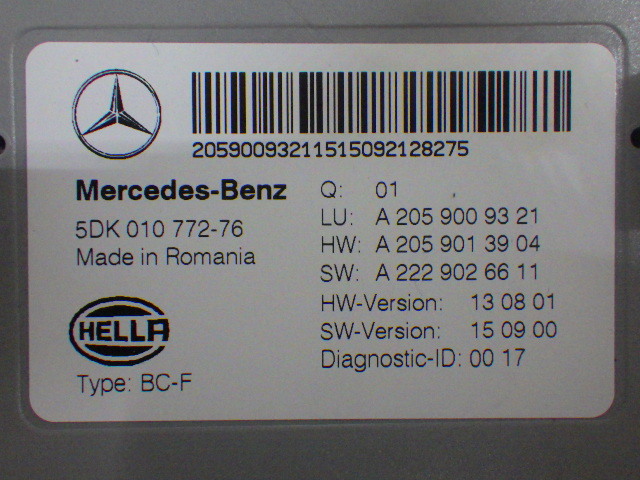 20590093211515092128275
Mercedes-Benz
5DK 010 772-76
Made in Romania
HELLA
Type: BC-F
Q: 01
LU: A 205 900 93 21
HW: A 205 901 39 04
SW: A 222 902 66 11
HW-Version: 13 08 01
SW-Version: 15 09 00
Diagnostic-ID: 00 17